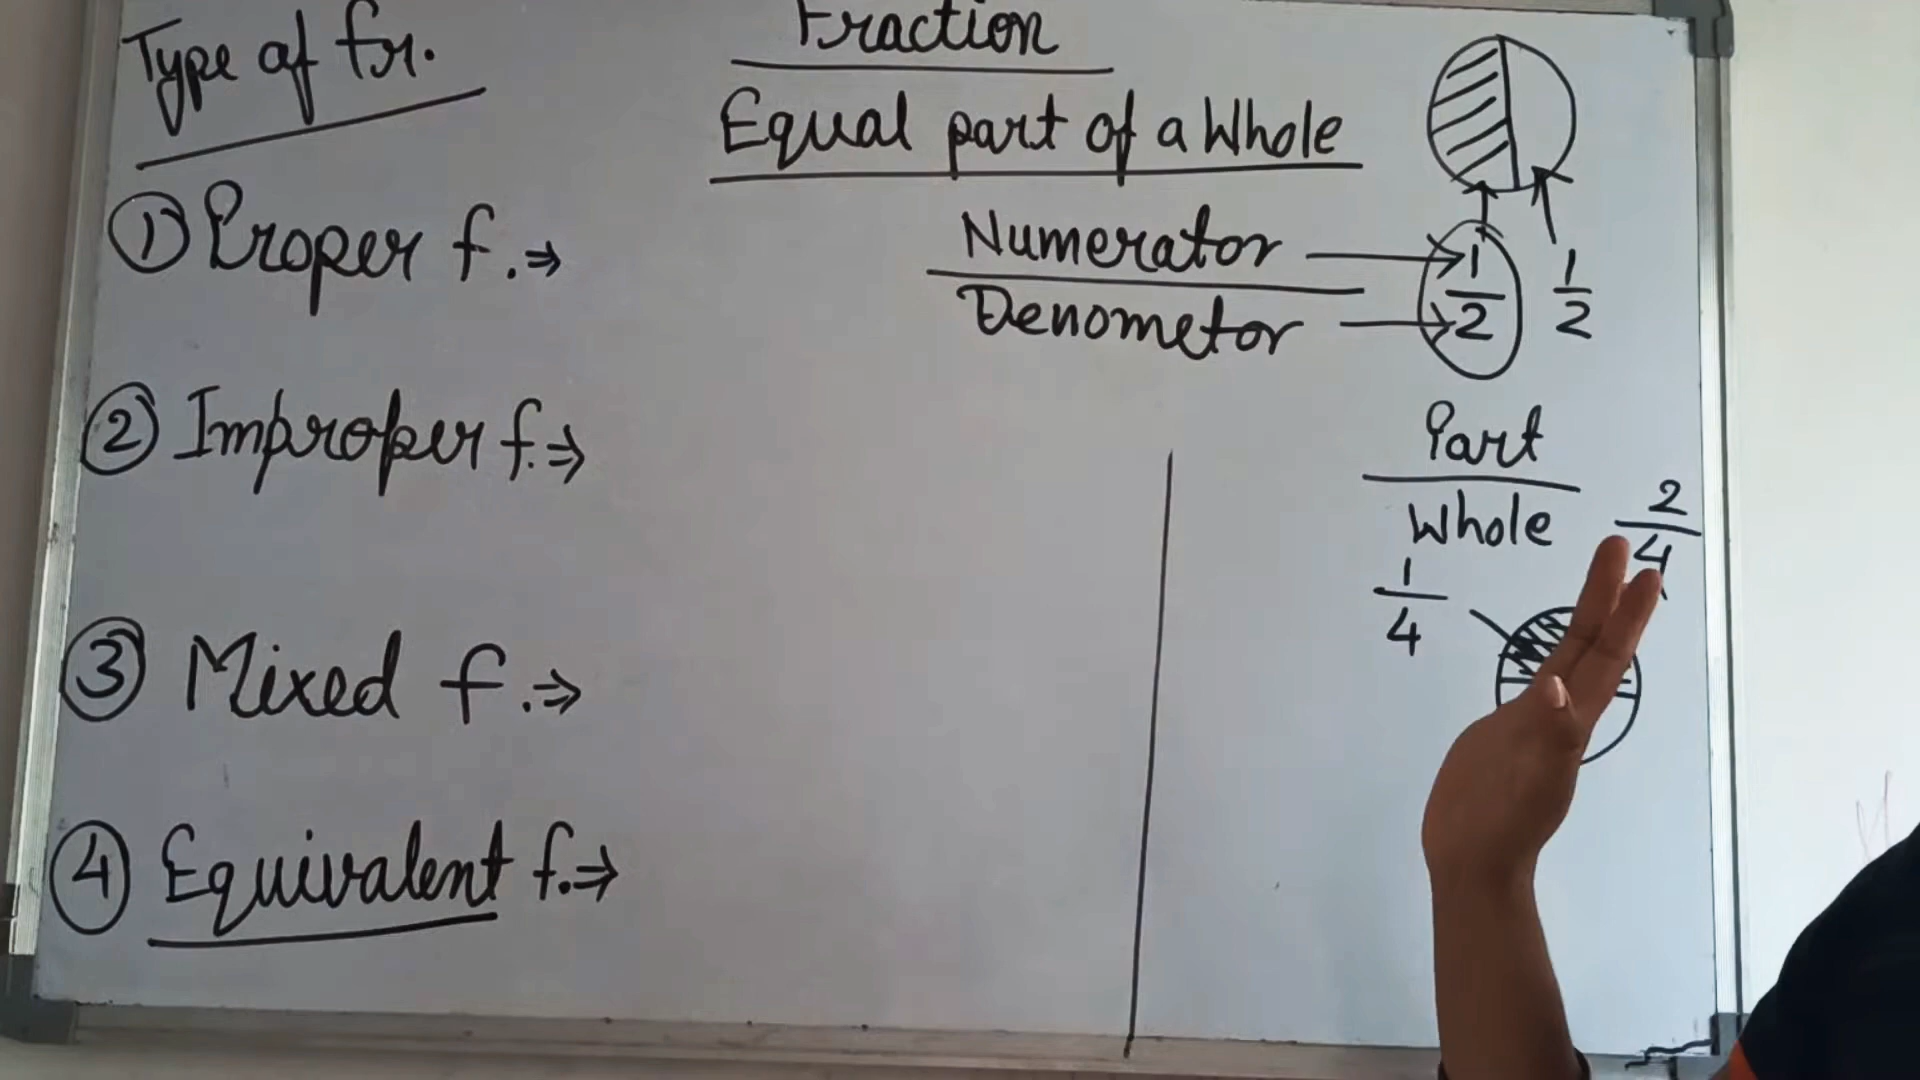 Type of fr.
① Proper f.⇒
② Improper f.⇒
③ Mixed f.⇒
④ Equivalent f.⇒
Fraction
Equal part of a Whole
Numerator → 1 1
Denometor → 2 2
Part
Whole
2
4
1
4